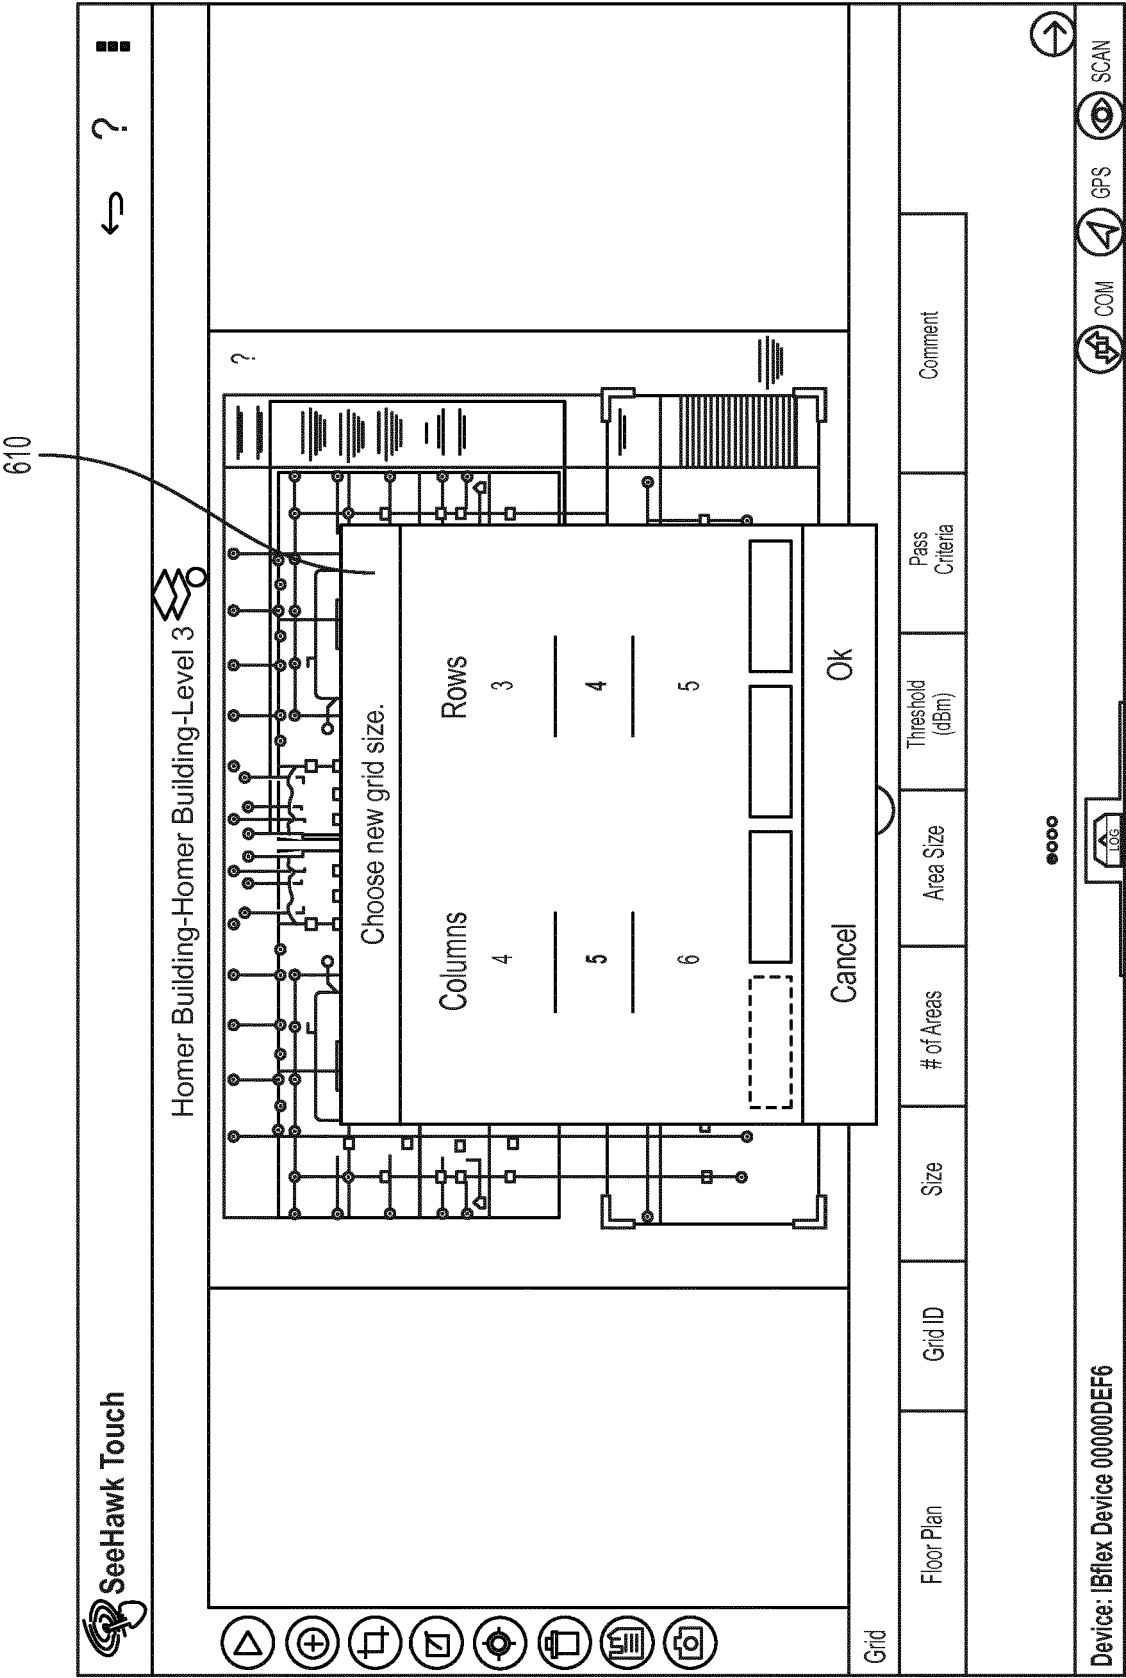 610
SeeHawk Touch
?
Homer Building-Homer Building-Level 3
?
Choose new grid size.
Columns Rows
4 3
5 4
6 5
Cancel Ok
Grid
Floor Plan Grid ID Size # of Areas Area Size Threshold (dBm) Pass Criteria Comment
LOG
Device: IBflex Device 00000DEF6
COM GPS SCAN